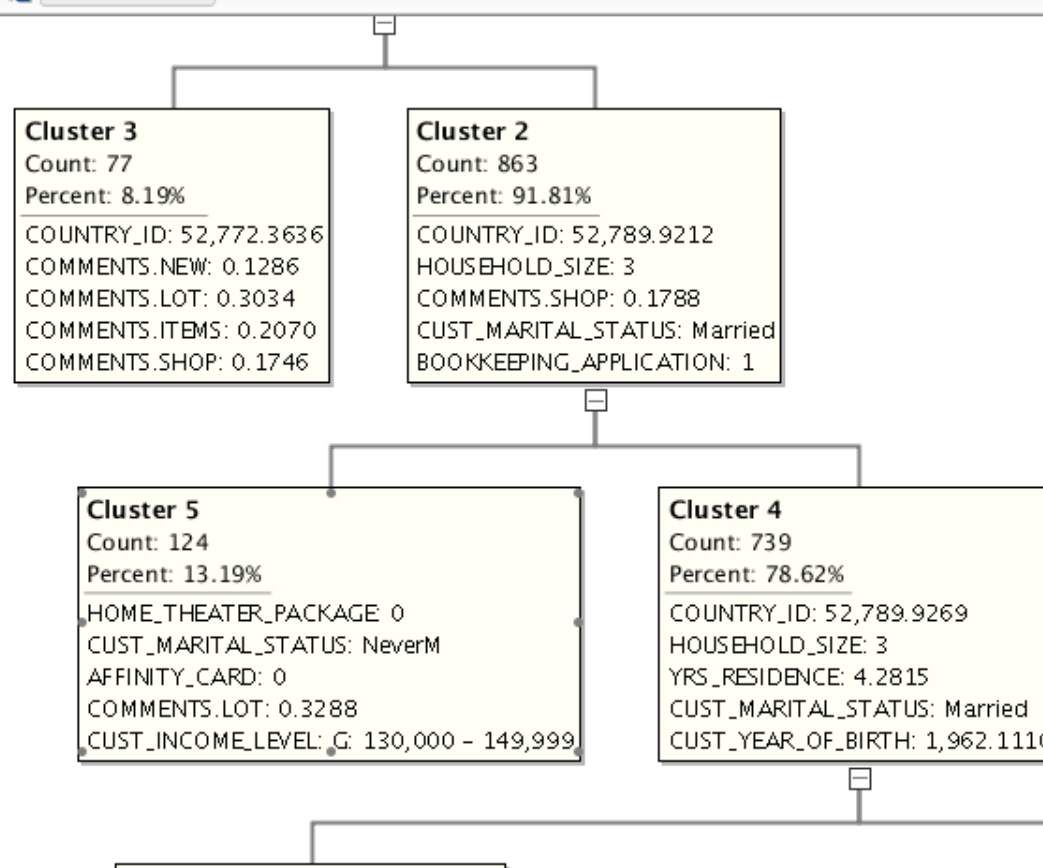 Cluster 3
Count: 77
Percent: 8.19%
COUNTRY_ID: 52,772.3636
COMMENTS.NEW: 0.1286
COMMENTS.LOT: 0.3034
COMMENTS.ITEMS: 0.2070
COMMENTS.SHOP: 0.1746
Cluster 2
Count: 863
Percent: 91.81%
COUNTRY_ID: 52,789.9212
HOUSEHOLD_SIZE: 3
COMMENTS.SHOP: 0.1788
CUST_MARITAL_STATUS: Married
BOOKKEEPING_APPLICATION: 1
Cluster 5
Count: 124
Percent: 13.19%
HOME_THEATER_PACKAGE: 0
CUST_MARITAL_STATUS: NeverM
AFFINITY_CARD: 0
COMMENTS.LOT: 0.3288
CUST_INCOME_LEVEL: G: 130,000 - 149,999
Cluster 4
Count: 739
Percent: 78.62%
COUNTRY_ID: 52,789.9269
HOUSEHOLD_SIZE: 3
YRS_RESIDENCE: 4.2815
CUST_MARITAL_STATUS: Married
CUST_YEAR_OF_BIRTH: